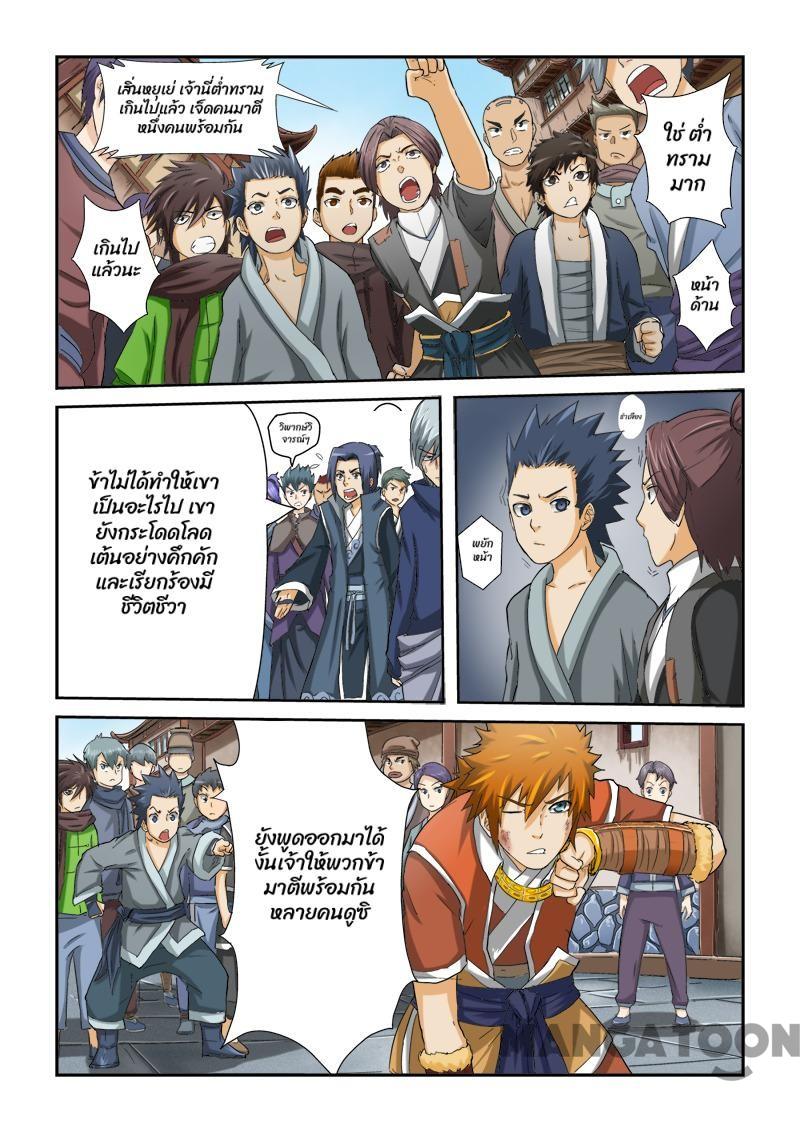 เสิ่นหยุเย่ เจ้านี่ต่ำทราม
เกินไปแล้ว เจ็ดคนมาตี
หนึ่งคนพร้อมกัน
ใช่ ต่ำ
ทราม
มาก
เกินไป
แล้วนะ
หน้า
ด้าน
วิพากษ์วิ
จารณ์ๆ
ข้าไม่ได้ทำให้เขา
เป็นอะไรไป เขา
ยังกระโดดโลด
เต้นอย่างคึกคัก
และเรียกร้องมี
ชีวิตชีวา
ชำเลียง
พยัก
หน้า
ยังพูดออกมาได้
งั้นเจ้าให้พวกข้า
มาตีพร้อมกัน
หลายคนดูซิ
MANGATOON